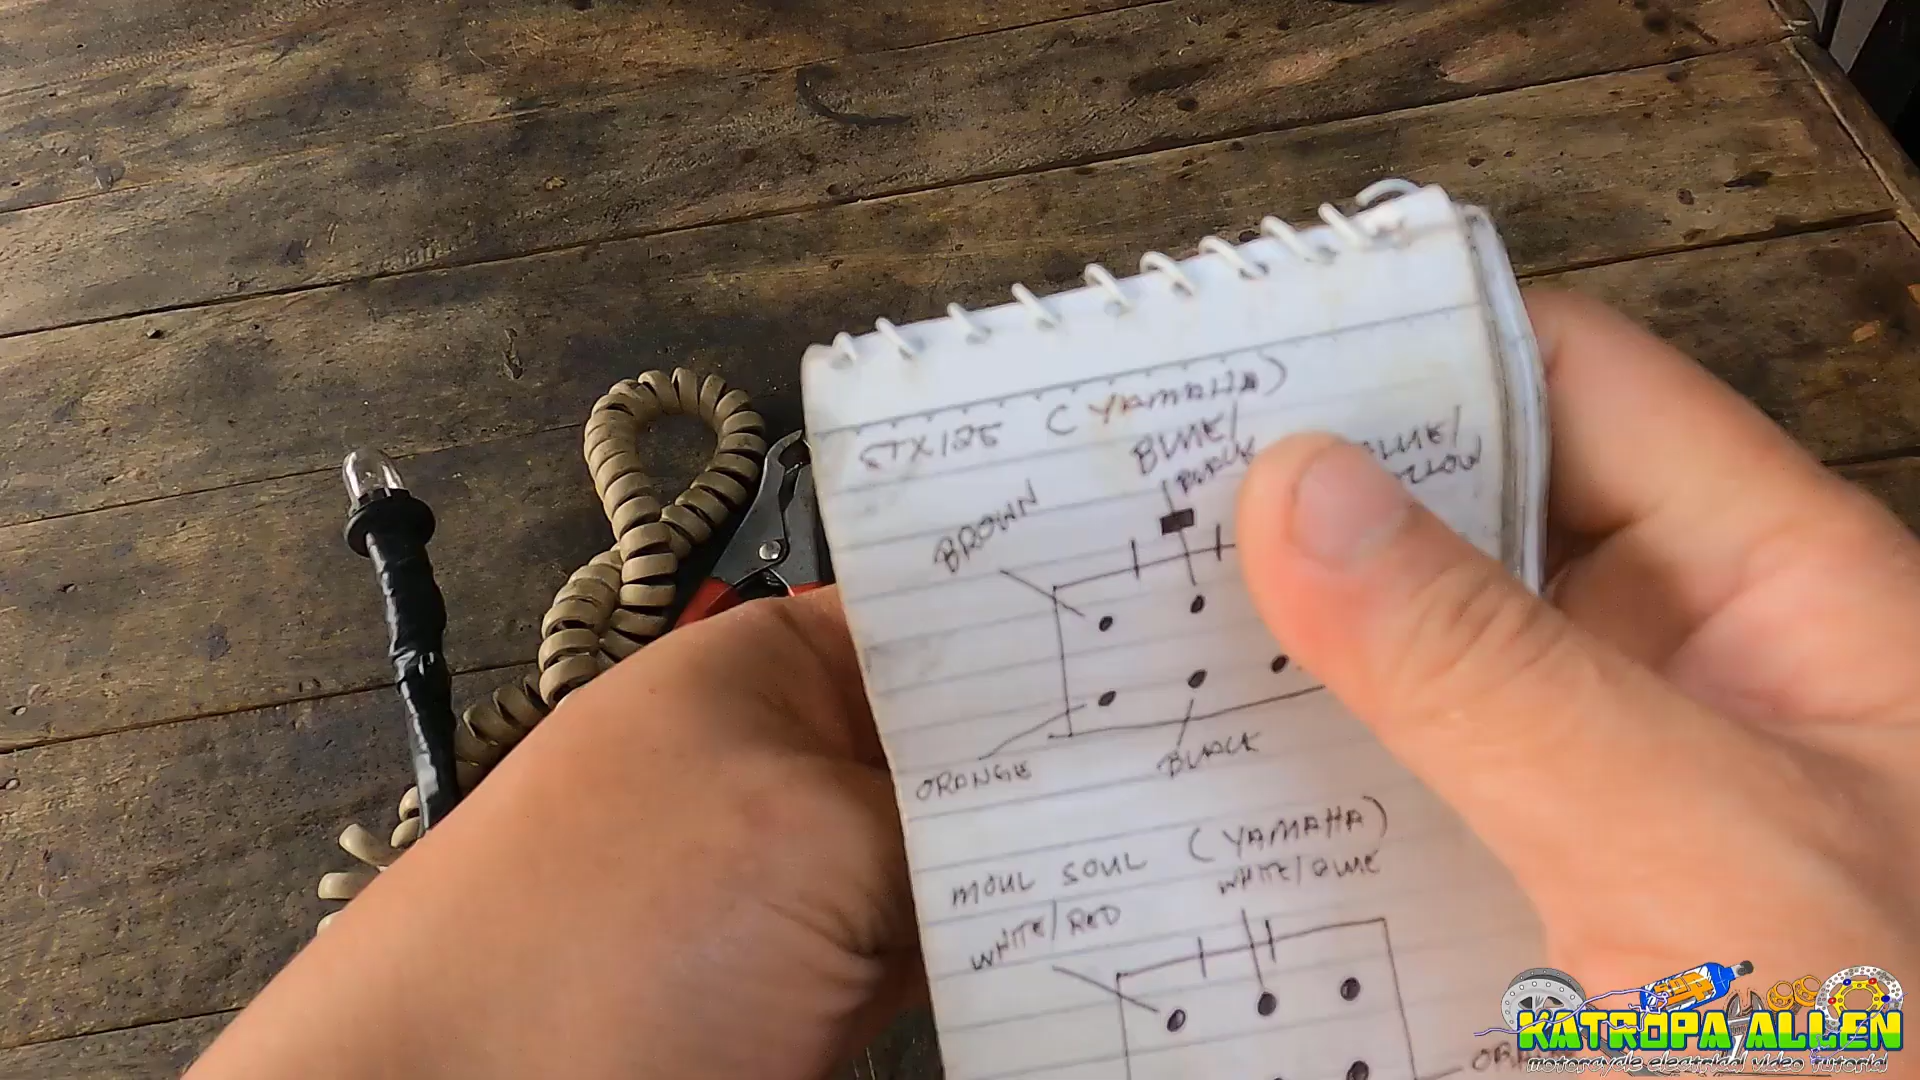 STX125 (YAMAHA)
BLUE/
BLACK
BROWN
ORANGE
BLACK
MOUL SOUL (YAMAHA)
WHITE/BLUE
WHITE/RED
KATROPA ALLEN
motorcycle electrical video tutorial